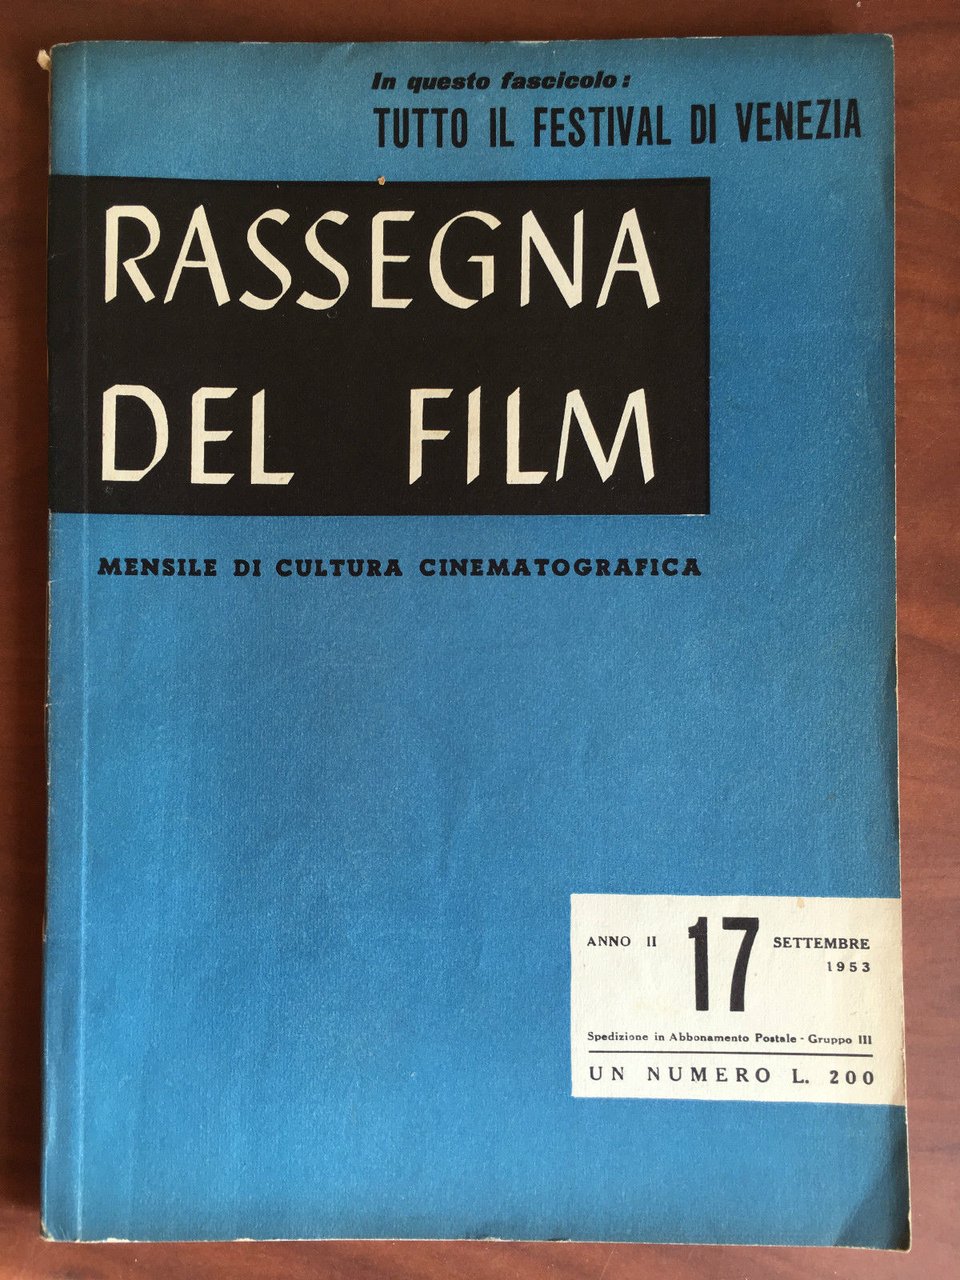 In questo fascicolo:
TUTTO IL FESTIVAL DI VENEZIA
RASSEGNA
DEL FILM
MENSILE DI CULTURA CINEMATOGRAFICA
ANNO II 17 SETTEMBRE
1953
Spedizione in Abbonamento Postale - Gruppo III
UN NUMERO L. 200